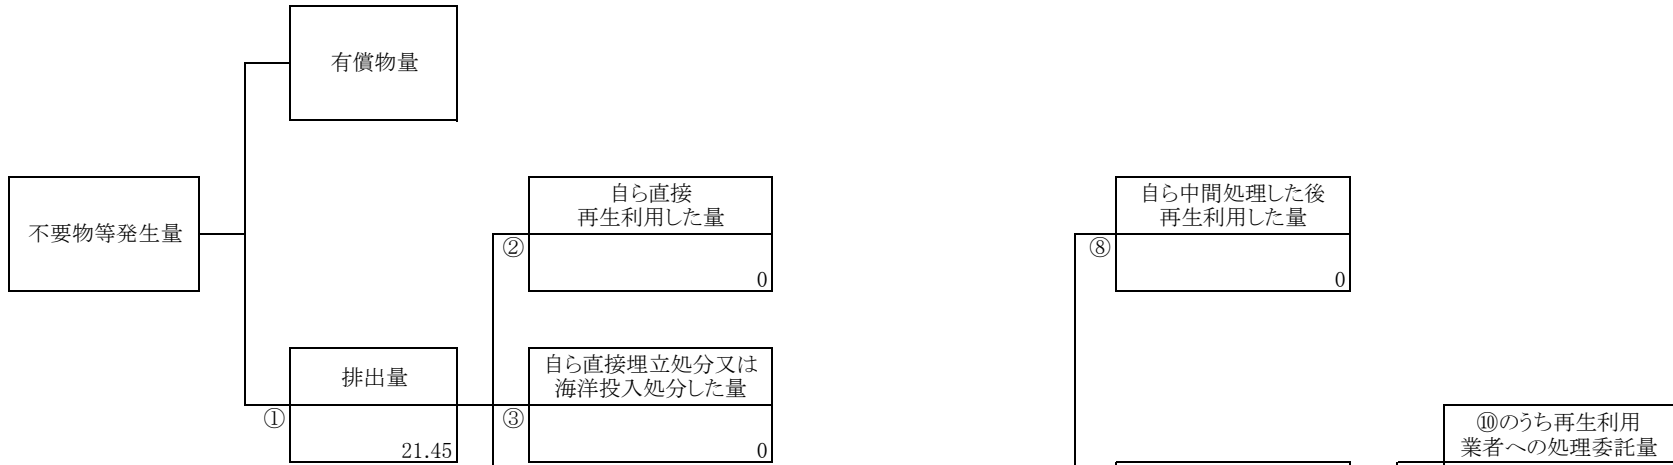 有償物量
不要物等発生量
自ら直接
再生利用した量
②
0
自ら中間処理した後
再生利用した量
⑧
0
排出量
①
21.45
自ら直接埋立処分又は
海洋投入処分した量
③
0
⑩のうち再生利用
業者への処理委託量